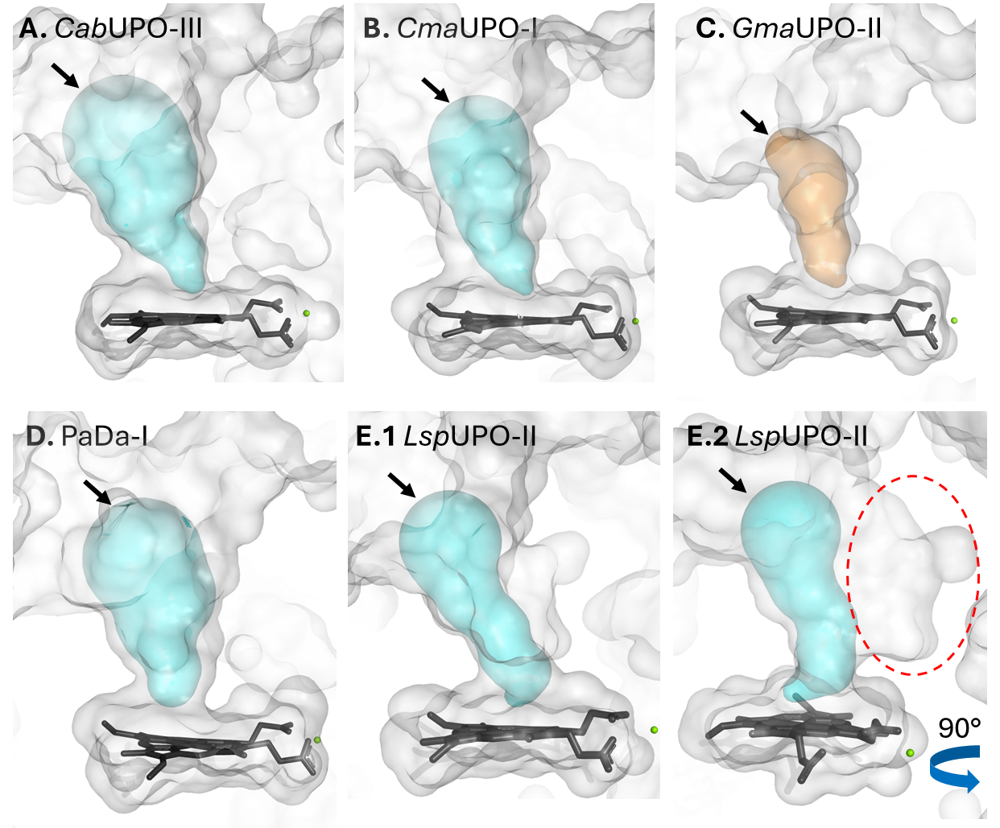 A. CabUPO-III
B. CmaUPO-I
C. GmaUPO-II
D. PaDa-I
E.1 LspUPO-II
E.2 LspUPO-II
90°